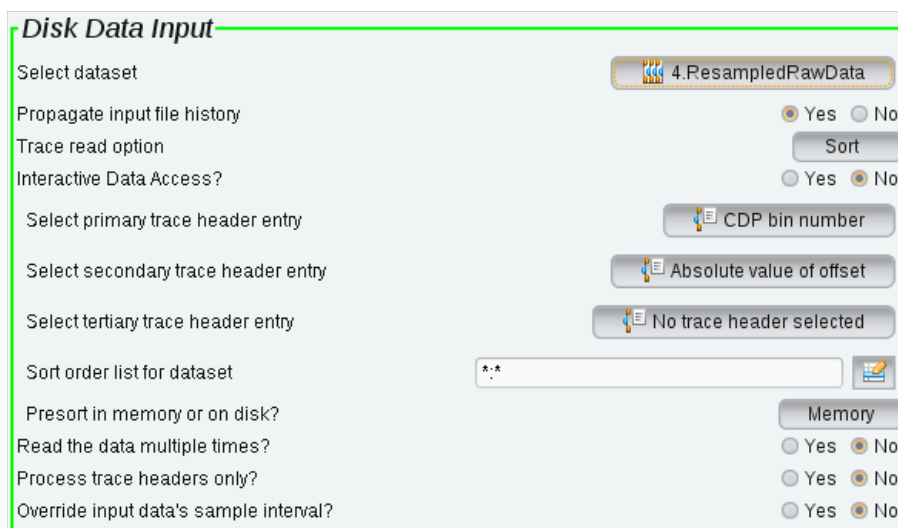 Disk Data Input
Select dataset 4.ResampledRawData
Propagate input file history Yes No
Trace read option Sort
Interactive Data Access? Yes No
Select primary trace header entry CDP bin number
Select secondary trace header entry Absolute value of offset
Select tertiary trace header entry No trace header selected
Sort order list for dataset *:*
Presort in memory or on disk? Memory
Read the data multiple times? Yes No
Process trace headers only? Yes No
Override input data's sample interval? Yes No